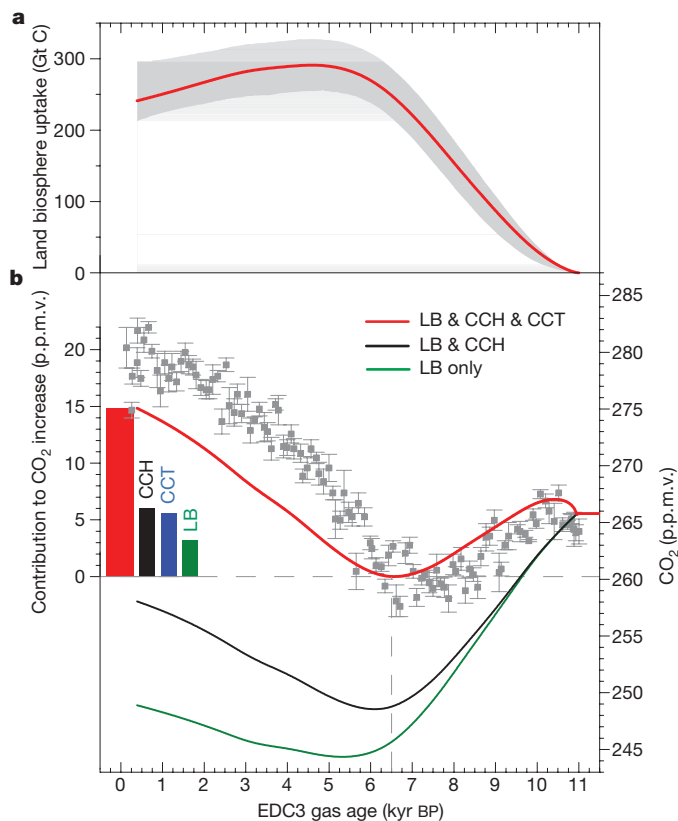 a
Land biosphere uptake (Gt C)
300
200
100
0
b
Contribution to CO2 increase (p.p.m.v.)
20
15
10
5
0
LB & CCH & CCT
LB & CCH
LB only
CCH
CCT
LB
285
280
275
270
265
260
255
250
245
CO2 (p.p.m.v.)
0 1 2 3 4 5 6 7 8 9 10 11
EDC3 gas age (kyr BP)